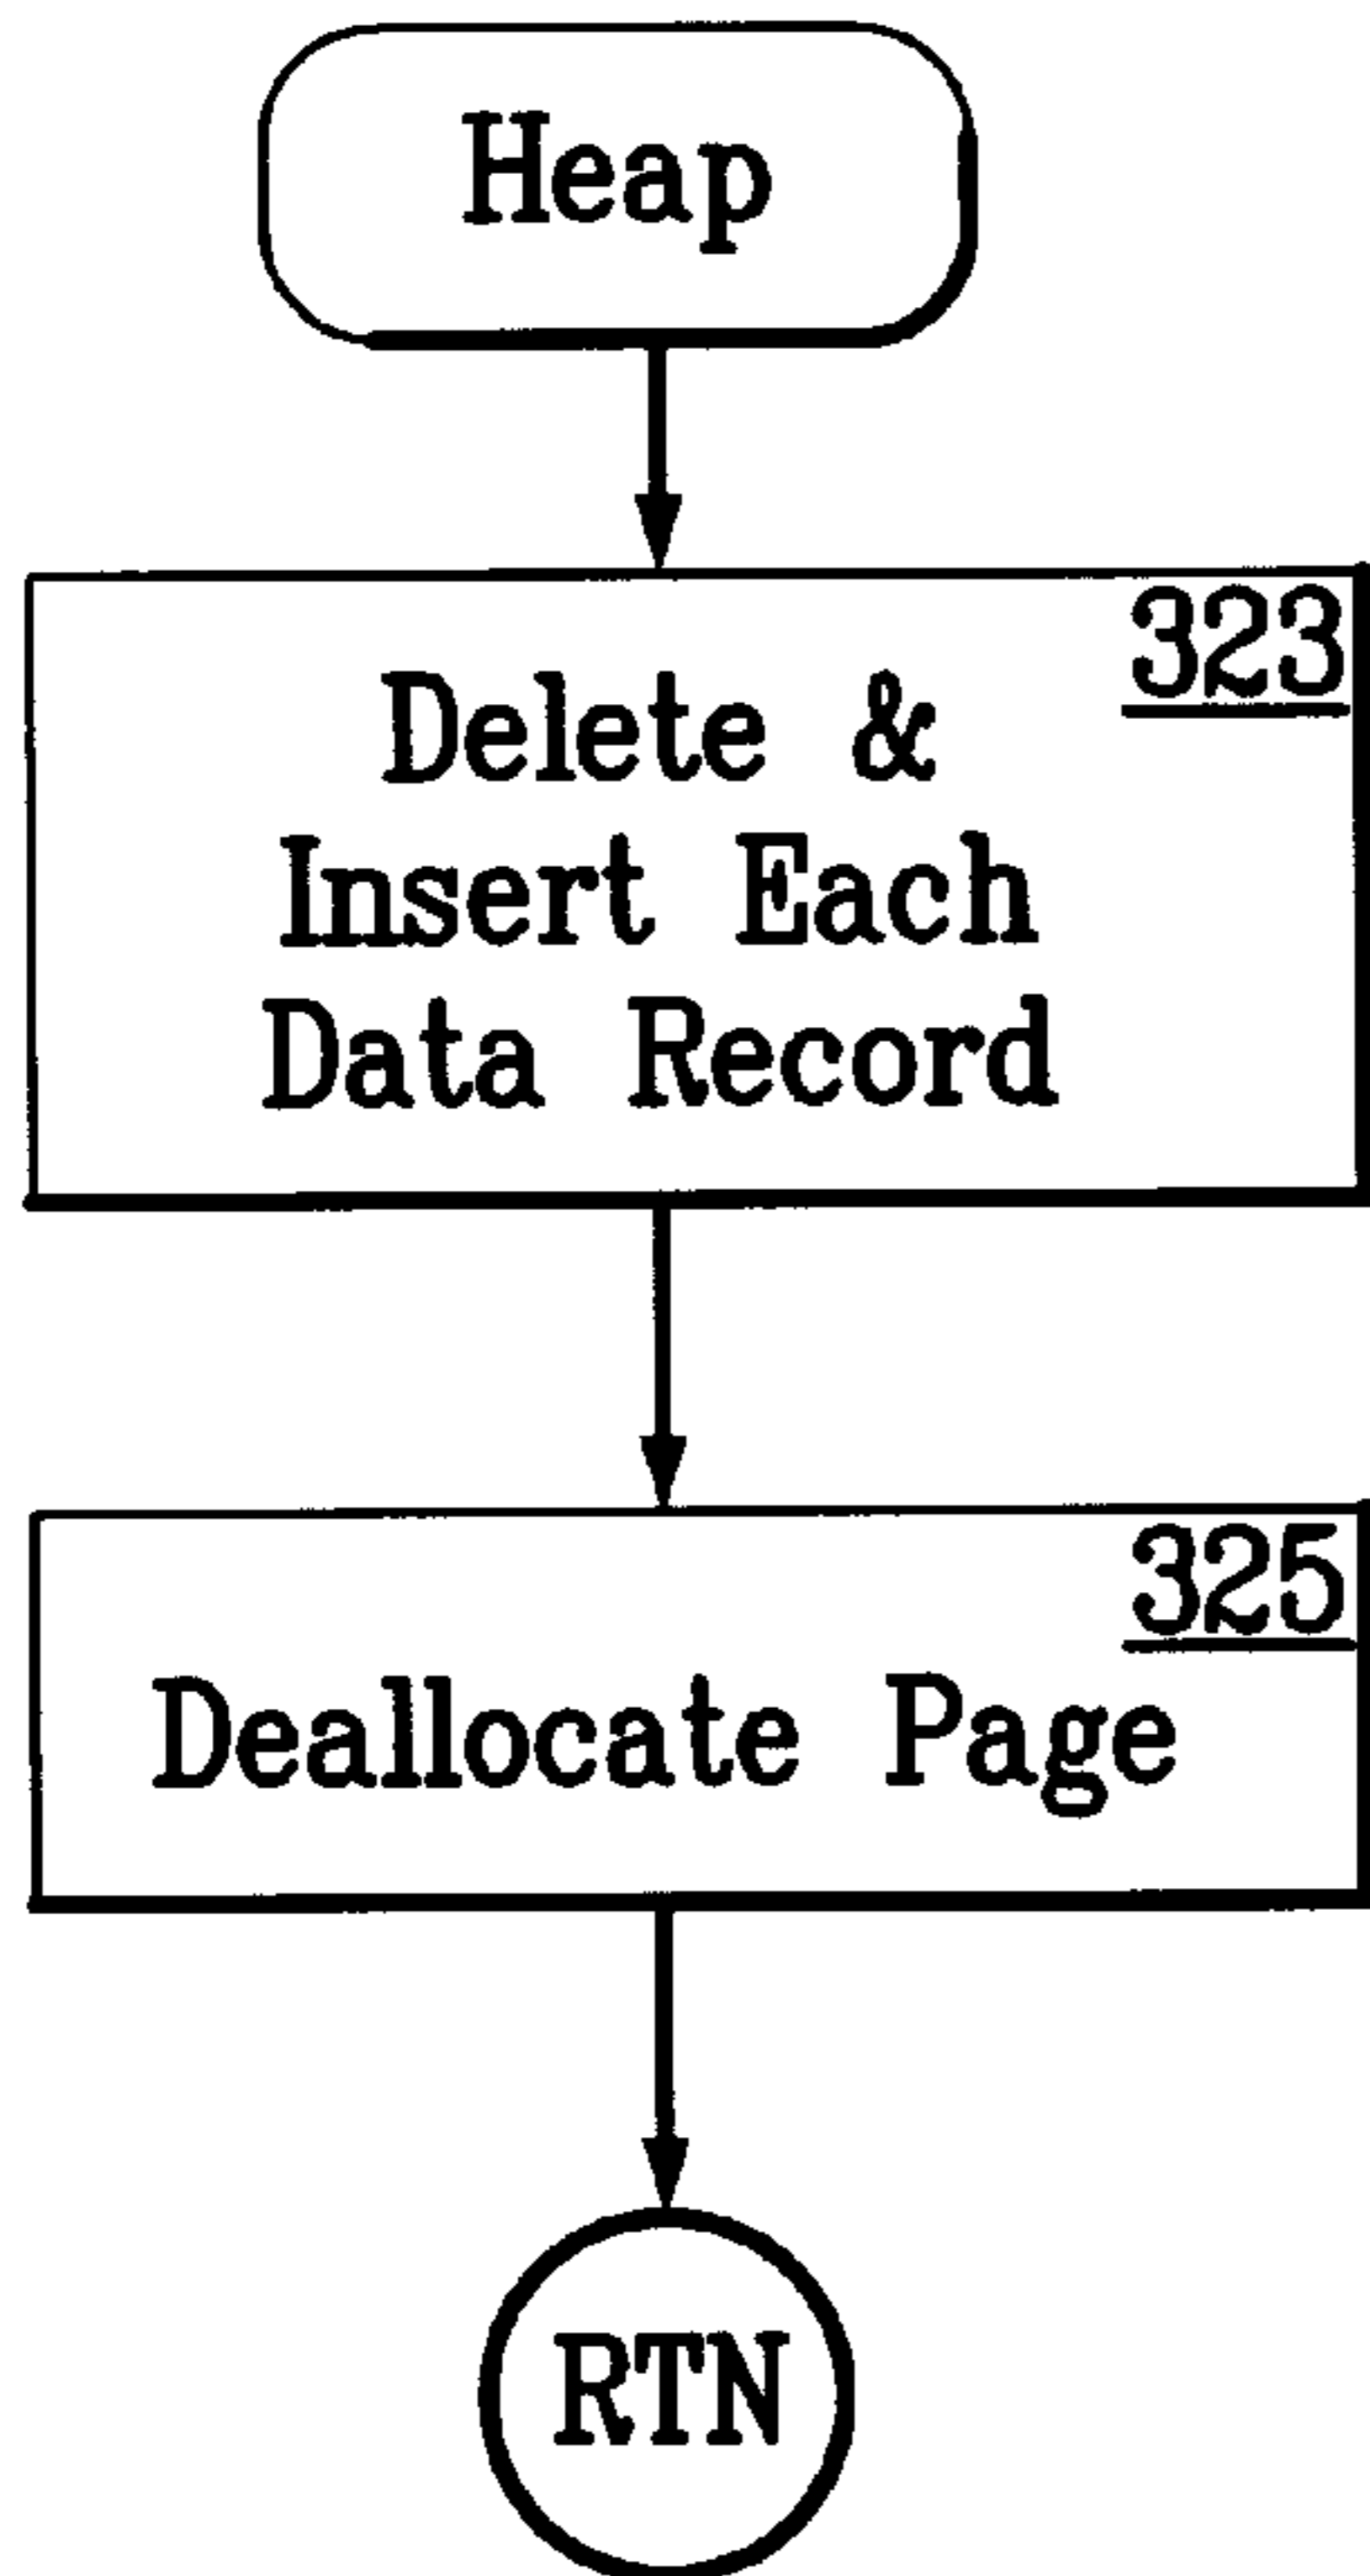 Heap
323
Delete &
Insert Each
Data Record
325
Deallocate Page
RTN